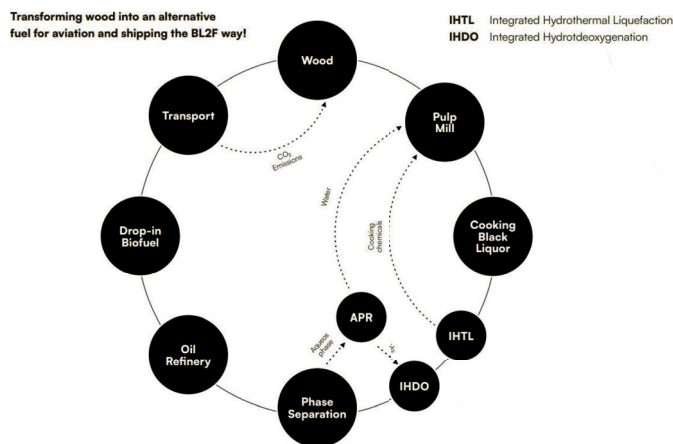 Transforming wood into an alternative
fuel for aviation and shipping the BL2F way!
IHTL Integrated Hydrothermal Liquefaction
IHDO Integrated Hydrotdeoxygenation
Wood
Transport
Pulp
Mill
CO₂
Emissions
Water
Cooking
chemicals
Drop-in
Biofuel
Cooking
Black
Liquor
APR
IHTL
Aqueos
phase
H₂
Oil
Refinery
IHDO
Phase
Separation